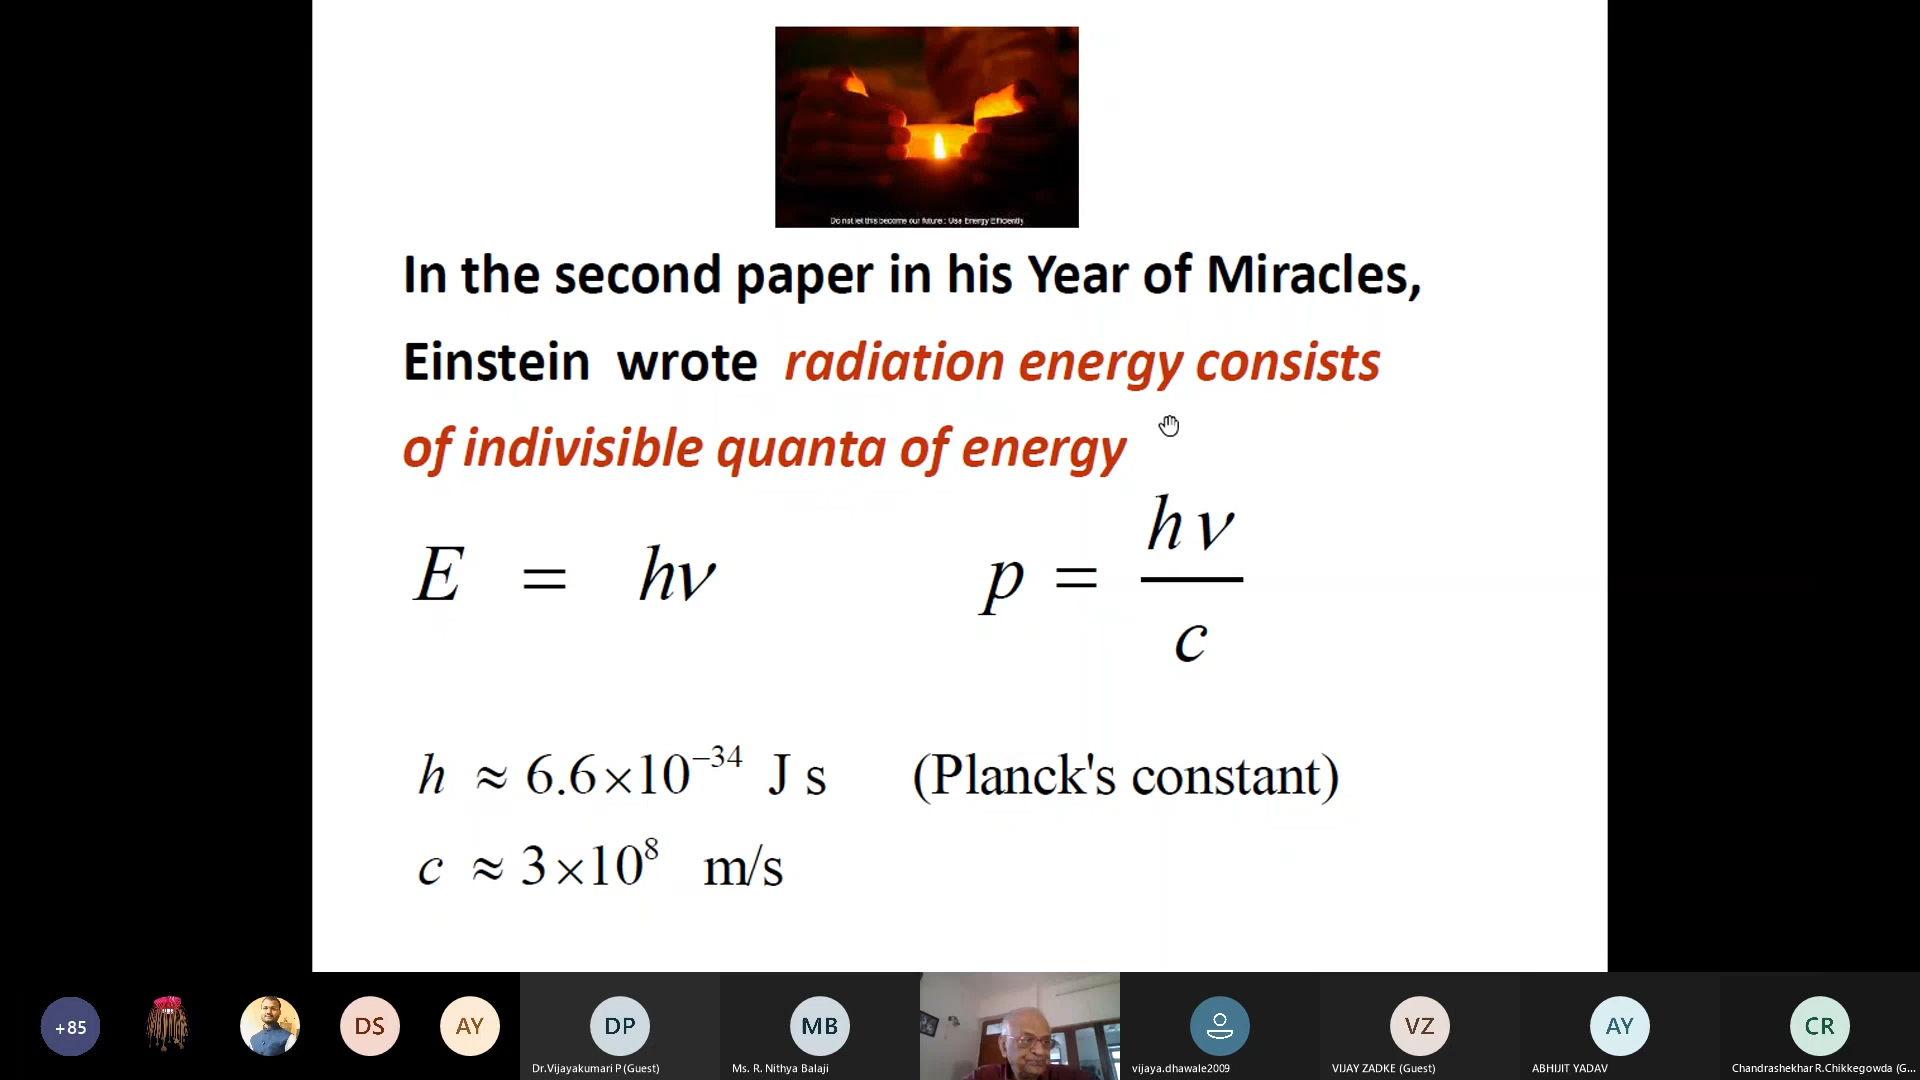 Do not let this become our future : Use Energy Efficiently
In the second paper in his Year of Miracles,
Einstein wrote radiation energy consists
of indivisible quanta of energy
E = hν p = hν/c
h ≈ 6.6×10⁻³⁴ J s (Planck's constant)
c ≈ 3×10⁸ m/s
+85 DS AY DP MB VZ AY CR
Dr.Vijayakumari P (Guest) Ms. R. Nithya Balaji vijaya.dhawale2009 VIJAY ZADKE (Guest) ABHIJIT YADAV Chandrashekhar R.Chikkegowda (G...